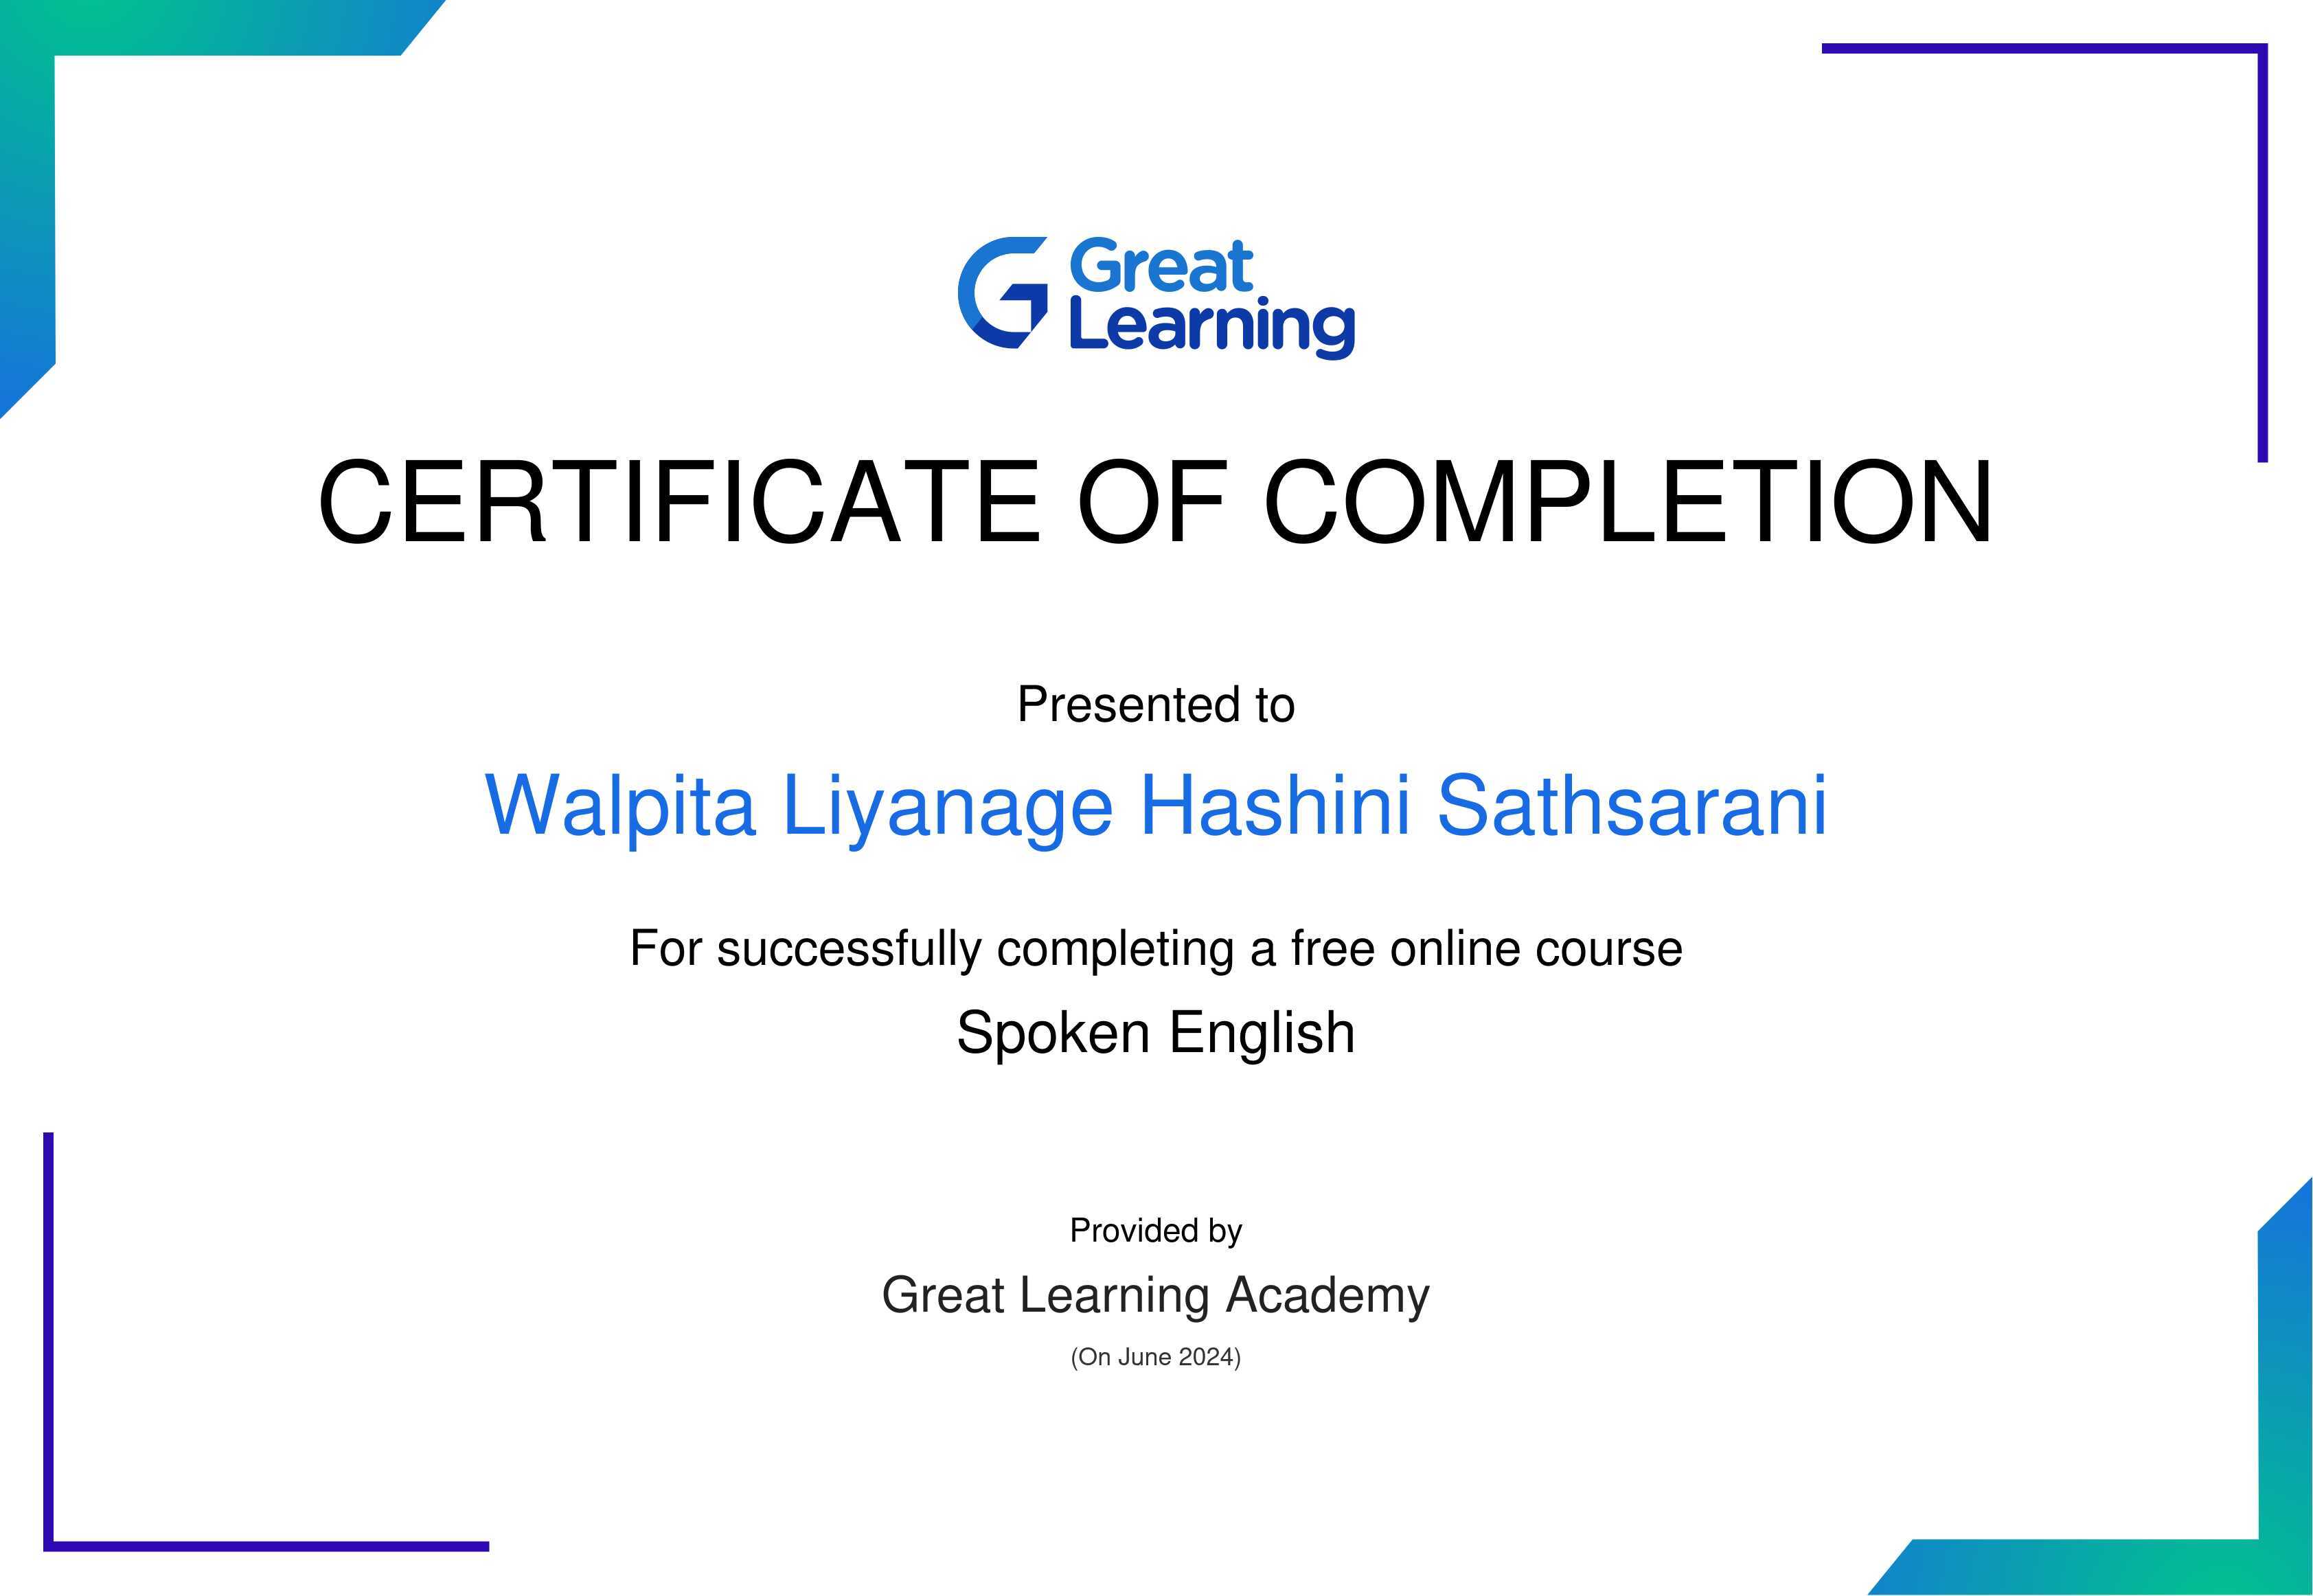 Great
Learning
CERTIFICATE OF COMPLETION
Presented to
Walpita Liyanage Hashini Sathsarani
For successfully completing a free online course
Spoken English
Provided by
Great Learning Academy
(On June 2024)